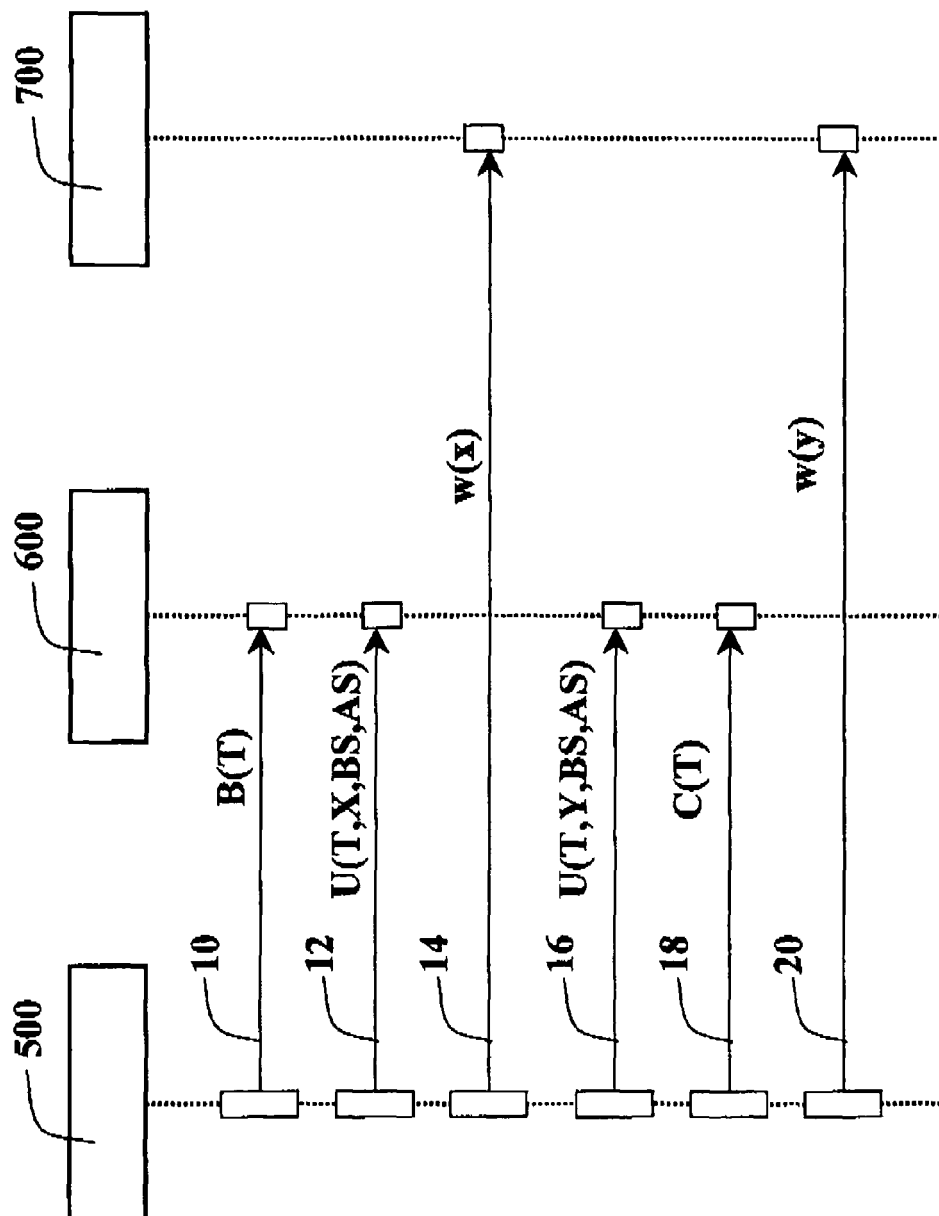 500
600
700
10
B(T)
12
U(T,X,BS,AS)
14
w(x)
16
U(T,Y,BS,AS)
18
C(T)
20
w(y)